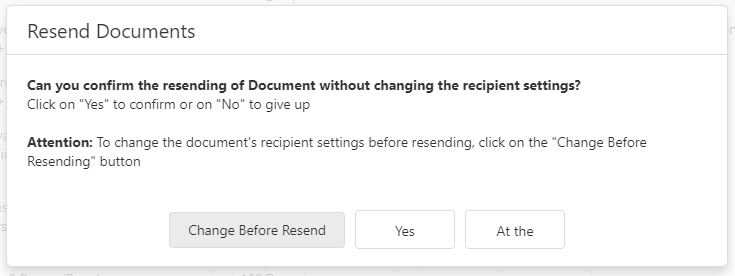 Resend Documents
Can you confirm the resending of Document without changing the recipient settings?
Click on "Yes" to confirm or on "No" to give up
Attention: To change the document's recipient settings before resending, click on the "Change Before
Resending" button
Change Before Resend
Yes
At the